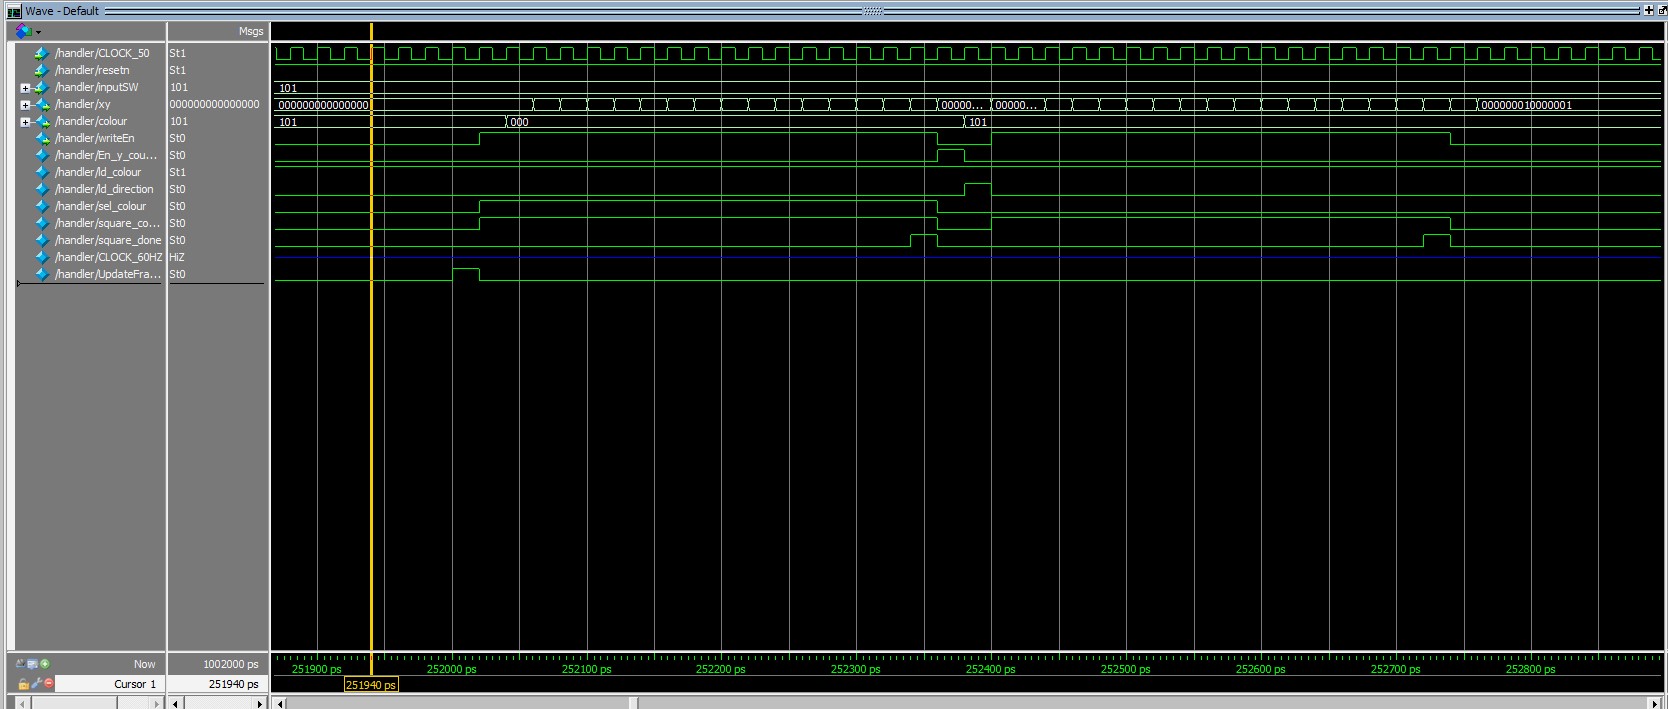 Wave - Default
Msgs
/handler/CLOCK_50 St1
/handler/resetn St1
/handler/inputSW 101 101
/handler/xy 000000000000000 000000000000000 00000... 00000... 000000010000001
/handler/colour 101 101 000 101
/handler/writeEn St0
/handler/En_y_cou... St0
/handler/ld_colour St1
/handler/ld_direction St0
/handler/sel_colour St0
/handler/square_co... St0
/handler/square_done St0
/handler/CLOCK_60HZ HiZ
/handler/UpdateFra... St0
Now 1002000 ps 251900 ps 252000 ps 252100 ps 252200 ps 252300 ps 252400 ps 252500 ps 252600 ps 252700 ps 252800 ps
Cursor 1 251940 ps 251940 ps